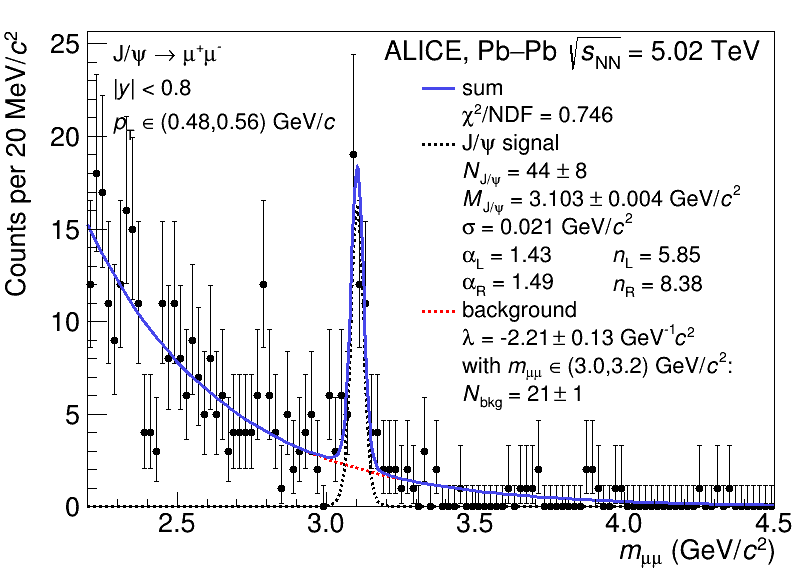 ALICE, Pb–Pb √s_NN = 5.02 TeV
J/ψ → μ⁺μ⁻
|y| < 0.8
p_T ∈ (0.48,0.56) GeV/c
sum
χ²/NDF = 0.746
J/ψ signal
N_J/ψ = 44 ± 8
M_J/ψ = 3.103 ± 0.004 GeV/c²
σ = 0.021 GeV/c²
α_L = 1.43 n_L = 5.85
α_R = 1.49 n_R = 8.38
background
λ = -2.21 ± 0.13 GeV⁻¹c²
with m_μμ ∈ (3.0,3.2) GeV/c²:
N_bkg = 21 ± 1
Counts per 20 MeV/c²
25
20
15
10
5
0
2.5 3.0 3.5 4.0 4.5
m_μμ (GeV/c²)